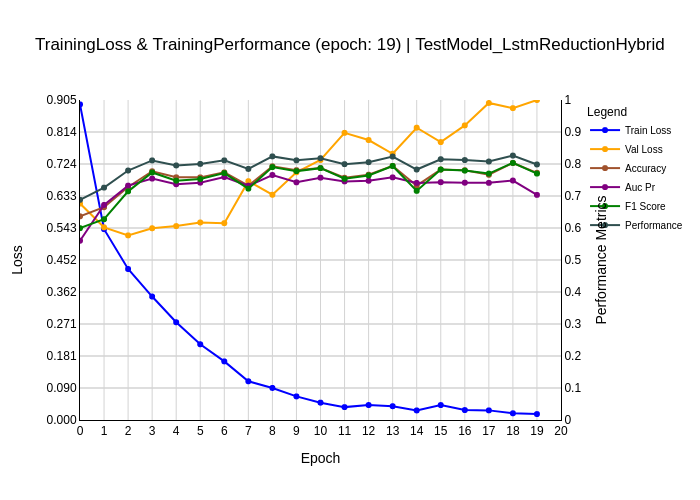 TrainingLoss & TrainingPerformance (epoch: 19) | TestModel_LstmReductionHybrid
0.905
0.814
0.724
0.633
0.543
0.452
0.362
0.271
0.181
0.090
0.000
Loss
0 1 2 3 4 5 6 7 8 9 10 11 12 13 14 15 16 17 18 19 20
Epoch
1
0.9
0.8
0.7
0.6
0.5
0.4
0.3
0.2
0.1
0
Performance Metrics
Legend
Train Loss
Val Loss
Accuracy
Auc Pr
F1 Score
Performance